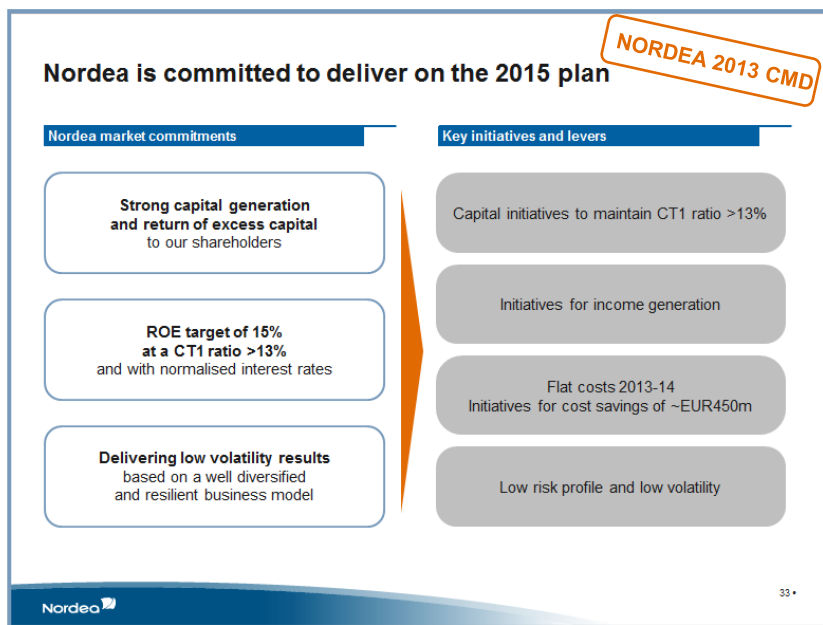 NORDEA 2013 CMD
Nordea is committed to deliver on the 2015 plan
Nordea market commitments
Strong capital generation
and return of excess capital
to our shareholders
ROE target of 15%
at a CT1 ratio >13%
and with normalised interest rates
Delivering low volatility results
based on a well diversified
and resilient business model
Key initiatives and levers
Capital initiatives to maintain CT1 ratio >13%
Initiatives for income generation
Flat costs 2013-14
Initiatives for cost savings of ~EUR450m
Low risk profile and low volatility
33 •
Nordea